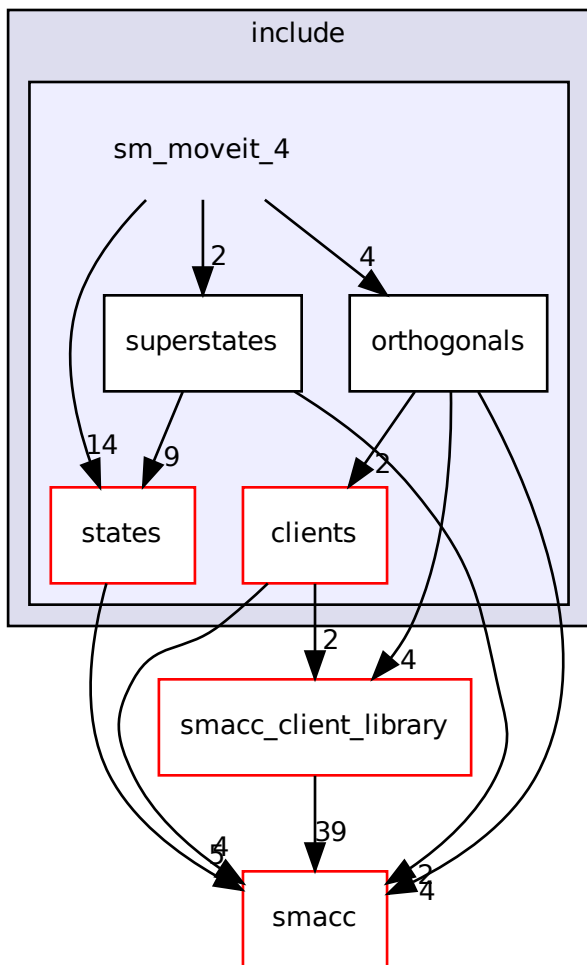 include
sm_moveit_4
2
4
superstates
orthogonals
14
9
2
states
clients
2
4
smacc_client_library
39
4
5
2
4
smacc